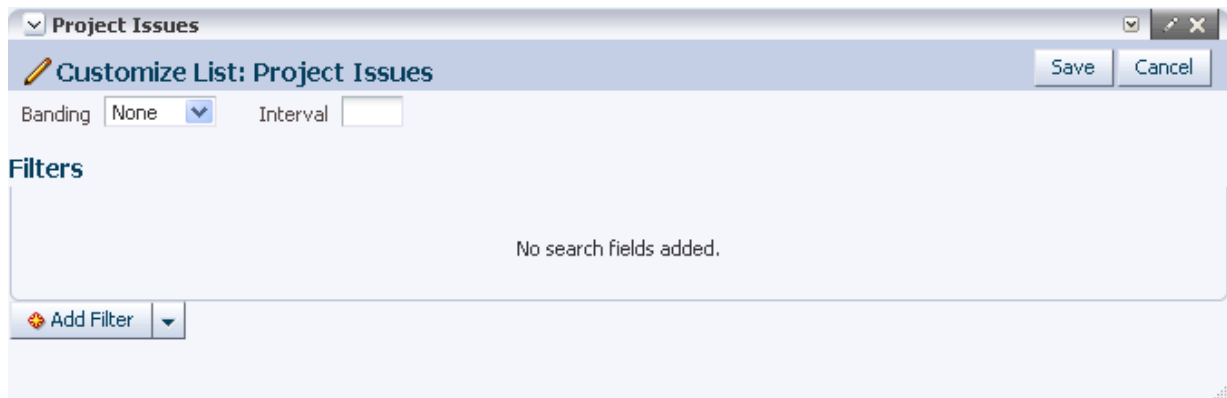 Project Issues
Customize List: Project Issues Save Cancel
Banding None Interval
Filters
No search fields added.
Add Filter